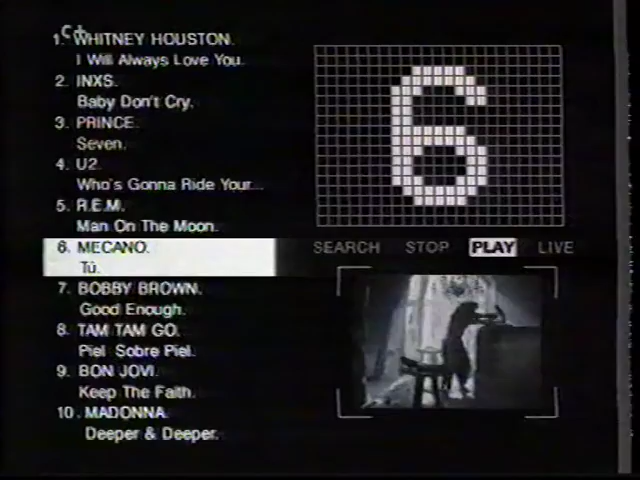 C+
1. WHITNEY HOUSTON.
I Will Always Love You.
2. INXS.
Baby Don't Cry.
3. PRINCE.
Seven.
4. U2.
Who's Gonna Ride Your...
5. R.E.M.
Man On The Moon.
6. MECANO.
Tú.
7. BOBBY BROWN.
Good Enough.
8. TAM TAM GO.
Piel Sobre Piel.
9. BON JOVI.
Keep The Faith.
10. MADONNA.
Deeper & Deeper.
6
SEARCH STOP PLAY LIVE